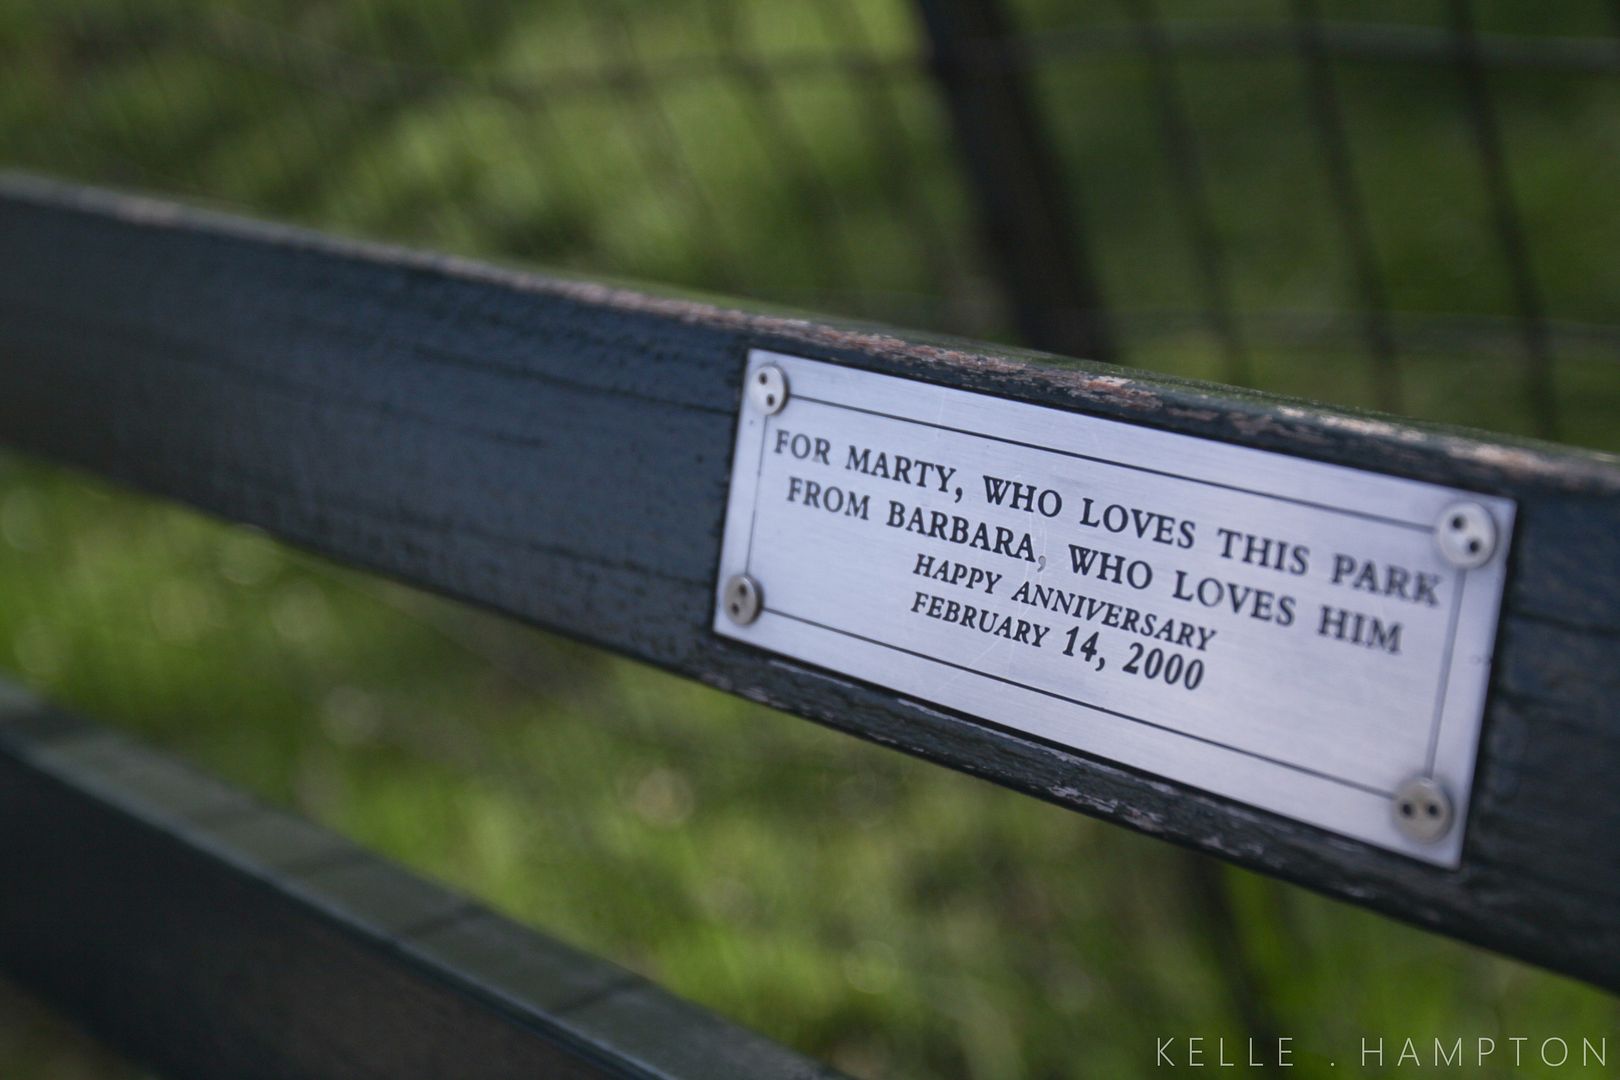 FOR MARTY, WHO LOVES THIS PARK
FROM BARBARA, WHO LOVES HIM
HAPPY ANNIVERSARY
FEBRUARY 14, 2000
KELLE . HAMPTON